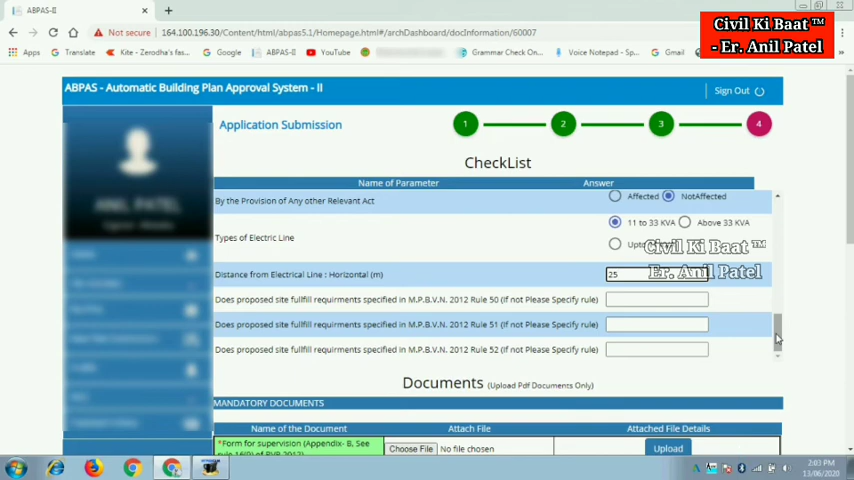 ABPAS-II
Civil Ki Baat ™
- Er. Anil Patel
Not secure
164.100.196.30/Content/html/abpas5.1/Homepage.html#/archDashboard/docInformation/60007
Apps
Translate
Kite - Zerodha's fas...
Google
ABPAS-II
YouTube
Grammar Check On...
Voice Notepad - Sp...
Gmail
ABPAS - Automatic Building Plan Approval System - II
Sign Out
ANIL PATEL
Application Submission
1
2
3
4
CheckList
Name of Parameter
Answer
By the Provision of Any other Relevant Act
Affected
NotAffected
Types of Electric Line
11 to 33 KVA
Above 33 KVA
Civil Ki Baat ™
Er. Anil Patel
Distance from Electrical Line : Horizontal (m)
25
Does proposed site fullfill requirments specified in M.P.B.V.N. 2012 Rule 50 (If not Please Specify rule)
Does proposed site fullfill requirments specified in M.P.B.V.N. 2012 Rule 51 (If not Please Specify rule)
Does proposed site fullfill requirments specified in M.P.B.V.N. 2012 Rule 52 (If not Please Specify rule)
Documents (Upload Pdf Documents Only)
MANDATORY DOCUMENTS
Name of the Document
Attach File
Attached File Details
*Form for supervision (Appendix- B, See
Choose File
No file chosen
Upload
2:03 PM
13/06/2020